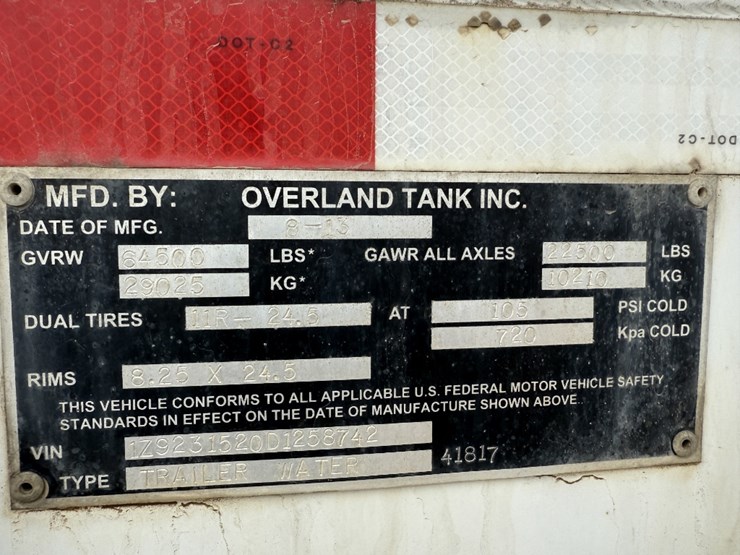 DOT-C2
DOT-C2
MFD. BY: OVERLAND TANK INC.
DATE OF MFG. 8-13
GVRW 64500 LBS* GAWR ALL AXLES 22500 LBS
29025 KG* 10210 KG
DUAL TIRES 11R- 24.5 AT 105 PSI COLD
720 Kpa COLD
RIMS 8.25 X 24.5
THIS VEHICLE CONFORMS TO ALL APPLICABLE U.S. FEDERAL MOTOR VEHICLE SAFETY
STANDARDS IN EFFECT ON THE DATE OF MANUFACTURE SHOWN ABOVE.
VIN 1Z9231520D1258742
TYPE TRAILER WATER 41817